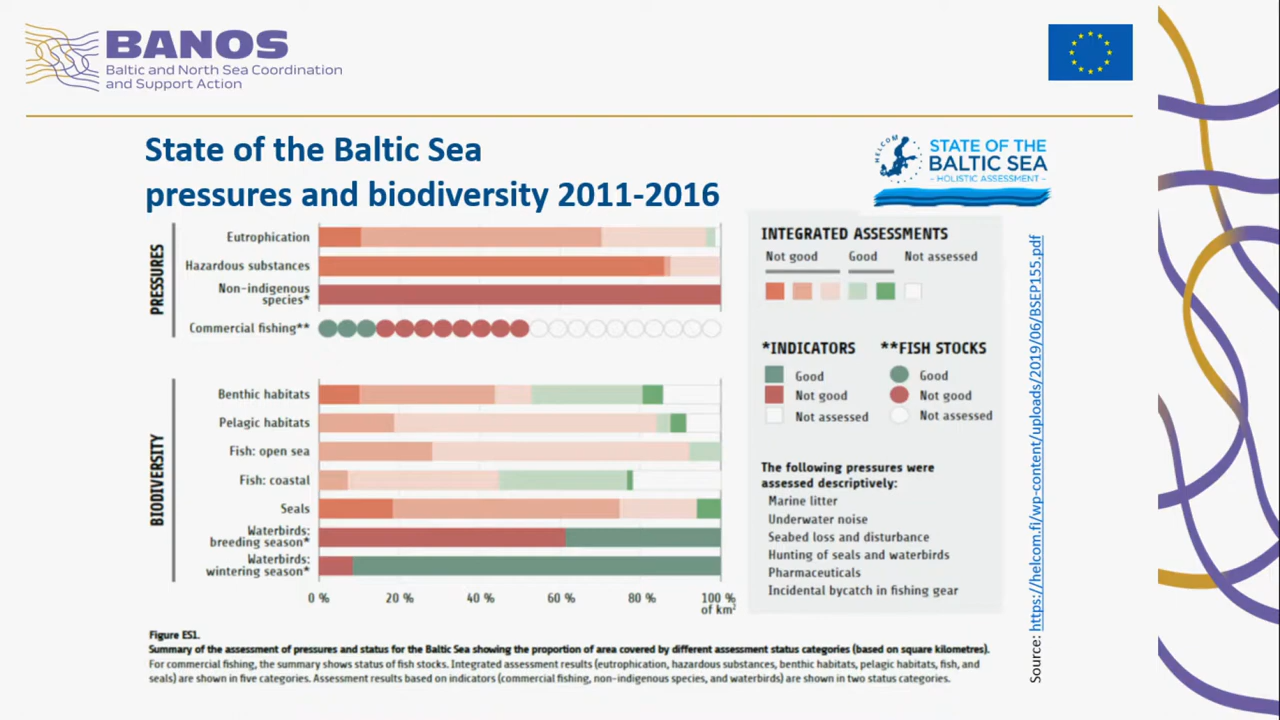 BANOS
Baltic and North Sea Coordination
and Support Action
State of the Baltic Sea
pressures and biodiversity 2011-2016
HELCOM
STATE OF THE
BALTIC SEA
- HOLISTIC ASSESSMENT -
PRESSURES
Eutrophication
Hazardous substances
Non-indigenous
species*
Commercial fishing**
BIODIVERSITY
Benthic habitats
Pelagic habitats
Fish: open sea
Fish: coastal
Seals
Waterbirds:
breeding season*
Waterbirds:
wintering season*
0 %
20 %
40 %
60 %
80 %
100 %
of km²
INTEGRATED ASSESSMENTS
Not good Good Not assessed
*INDICATORS
Good
Not good
Not assessed
**FISH STOCKS
Good
Not good
Not assessed
The following pressures were
assessed descriptively:
Marine litter
Underwater noise
Seabed loss and disturbance
Hunting of seals and waterbirds
Pharmaceuticals
Incidental bycatch in fishing gear
Figure ES1.
Summary of the assessment of pressures and status for the Baltic Sea showing the proportion of area covered by different assessment status categories (based on square kilometres).
For commercial fishing, the summary shows status of fish stocks. Integrated assessment results (eutrophication, hazardous substances, benthic habitats, pelagic habitats, fish, and
seals) are shown in five categories. Assessment results based on indicators (commercial fishing, non-indigenous species, and waterbirds) are shown in two status categories.
Source: https://helcom.fi/wp-content/uploads/2019/06/BSEP155.pdf